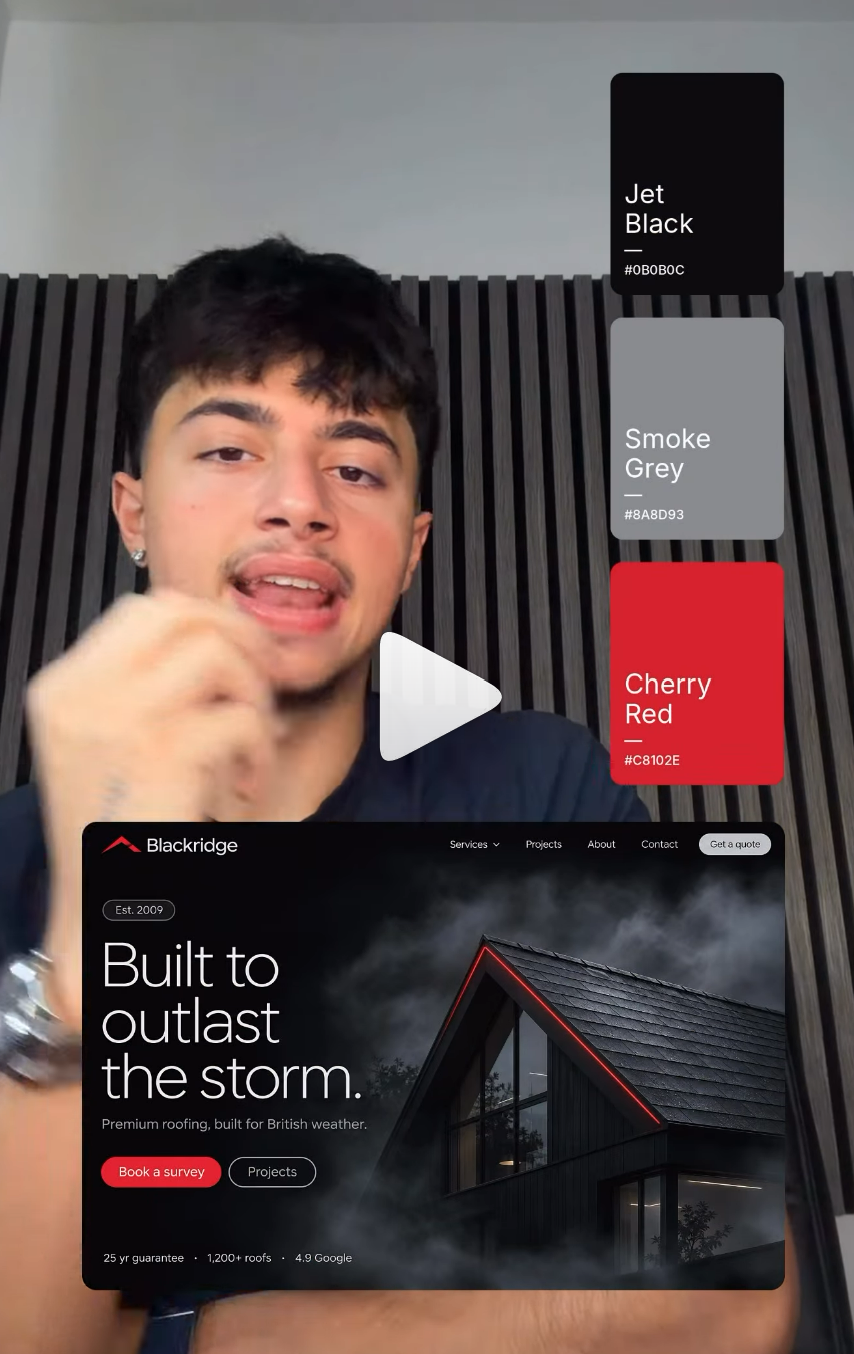 Jet
Black
#0B0B0C
Smoke
Grey
#8A8D93
Cherry
Red
#C8102E
Blackridge
Services
Projects
About
Contact
Get a quote
Est. 2009
Built to
outlast
the storm.
Premium roofing, built for British weather.
Book a survey
Projects
25 yr guarantee · 1,200+ roofs · 4.9 Google